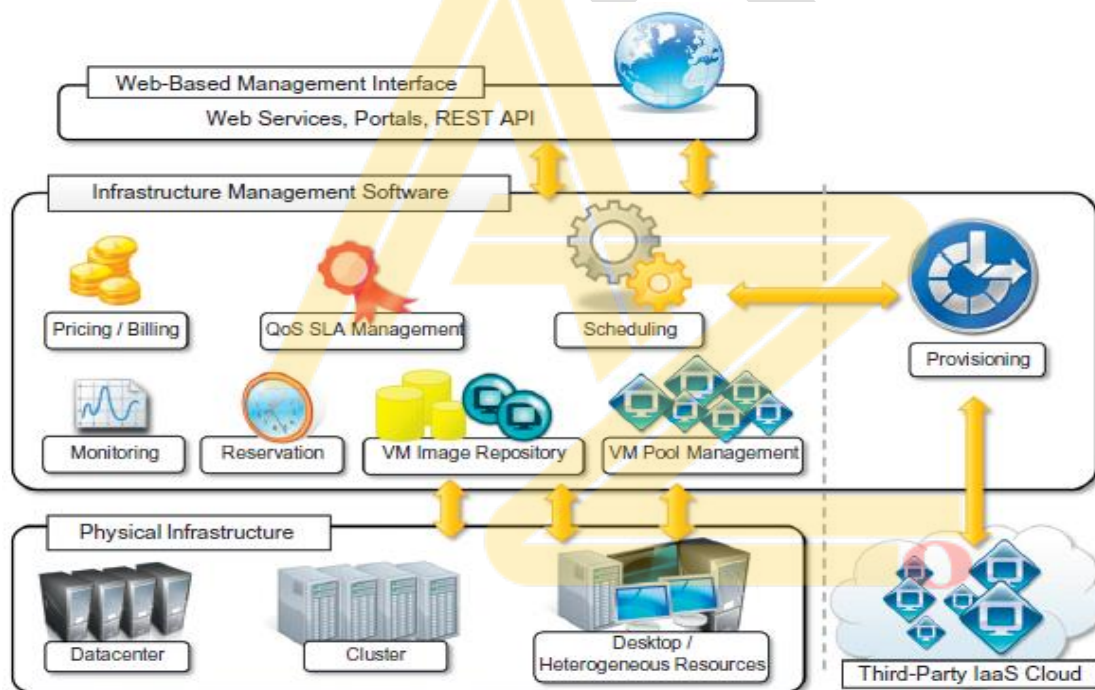 Web-Based Management Interface
Web Services, Portals, REST API
Infrastructure Management Software
Pricing / Billing
QoS SLA Management
Scheduling
Provisioning
Monitoring
Reservation
VM Image Repository
VM Pool Management
Physical Infrastructure
Datacenter
Cluster
Desktop /
Heterogeneous Resources
Third-Party IaaS Cloud